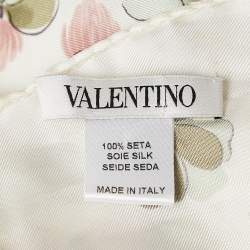 VALENTINO
100% SETA
SOIE SILK
SEIDE SEDA
MADE IN ITALY